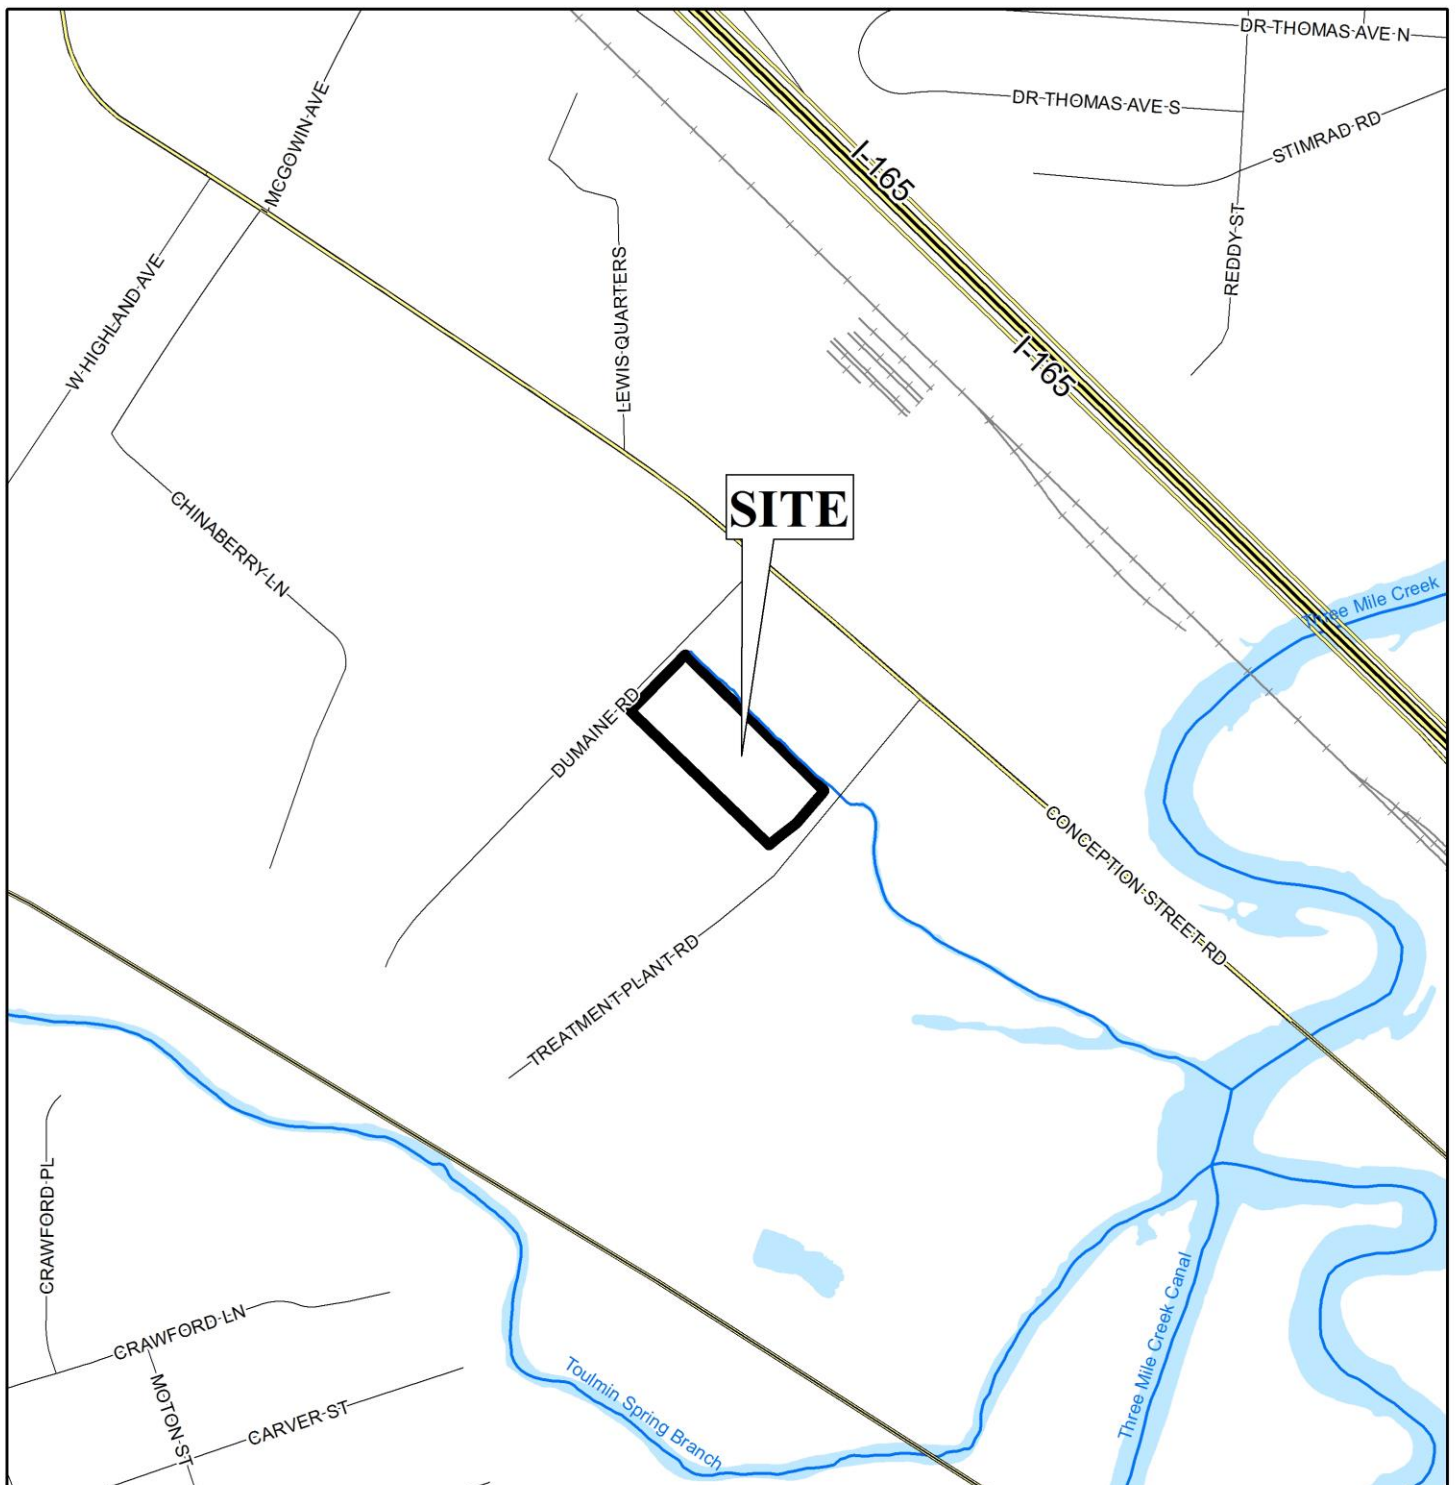 DR THOMAS AVE N
DR THOMAS AVE S
STIMRAD RD
MCGOWIN AVE
I-165
REDDY ST
W HIGHLAND AVE
LEWIS QUARTERS
I-165
SITE
CHINABERRY LN
Three Mile Creek
DUMAINE RD
CONCEPTION STREET RD
TREATMENT PLANT RD
CRAWFORD PL
CRAWFORD LN
Three Mile Creek Canal
MOTON ST
CARVER ST
Toulmin Spring Branch